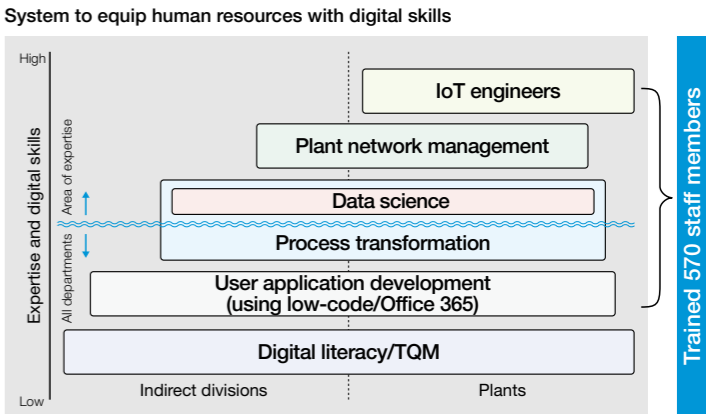 System to equip human resources with digital skills
High
Expertise and digital skills
Area of expertise
All departments
Low
IoT engineers
Plant network management
Data science
Process transformation
User application development
(using low-code/Office 365)
Digital literacy/TQM
Indirect divisions
Plants
Trained 570 staff members